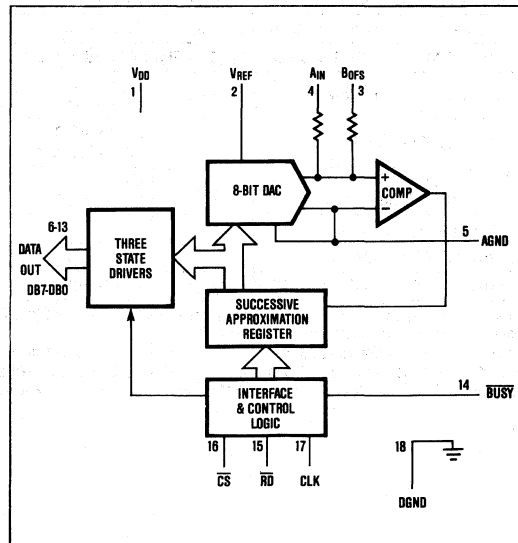 VDD VREF AIN BOFS
1 2 4 3
8-BIT DAC
+
COMP
−
5
AGND
6-13
DATA
OUT
DB7-DB0
THREE
STATE
DRIVERS
SUCCESSIVE
APPROXIMATION
REGISTER
INTERFACE
& CONTROL
LOGIC
14
BUSY
16 15 17
CS RD CLK
18
DGND